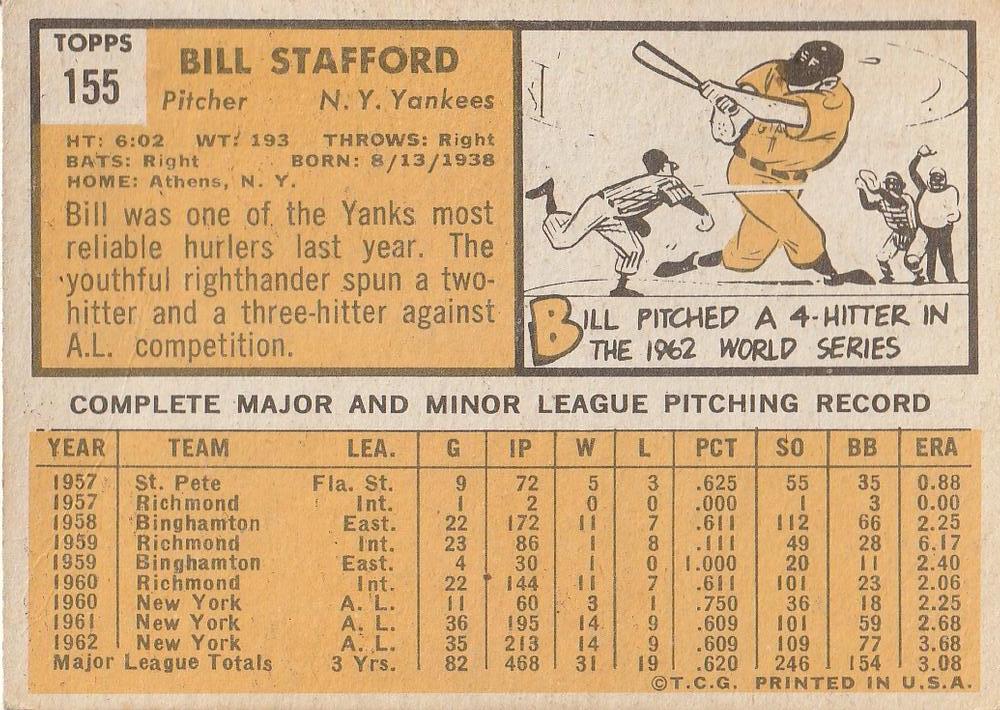 TOPPS
155
BILL STAFFORD
Pitcher N. Y. Yankees
HT: 6:02 WT: 193 THROWS: Right
BATS: Right BORN: 8/13/1938
HOME: Athens, N. Y.
Bill was one of the Yanks most
reliable hurlers last year. The
youthful righthander spun a two-
hitter and a three-hitter against
A.L. competition.
SF
GIA
BILL PITCHED A 4-HITTER IN
THE 1962 WORLD SERIES
COMPLETE MAJOR AND MINOR LEAGUE PITCHING RECORD
YEAR TEAM LEA. G IP W L PCT SO BB ERA
1957 St. Pete Fla. St. 9 72 5 3 .625 55 35 0.88
1957 Richmond Int. 1 2 0 0 .000 1 3 0.00
1958 Binghamton East. 22 172 11 7 .611 112 66 2.25
1959 Richmond Int. 23 86 1 8 .111 49 28 6.17
1959 Binghamton East. 4 30 1 0 1.000 20 11 2.40
1960 Richmond Int. 22 144 11 7 .611 101 23 2.06
1960 New York A. L. 11 60 3 1 .750 36 18 2.25
1961 New York A. L. 36 195 14 9 .609 101 59 2.68
1962 New York A. L. 35 213 14 9 .609 109 77 3.68
Major League Totals 3 Yrs. 82 468 31 19 .620 246 154 3.08
©T.C.G. PRINTED IN U.S.A.